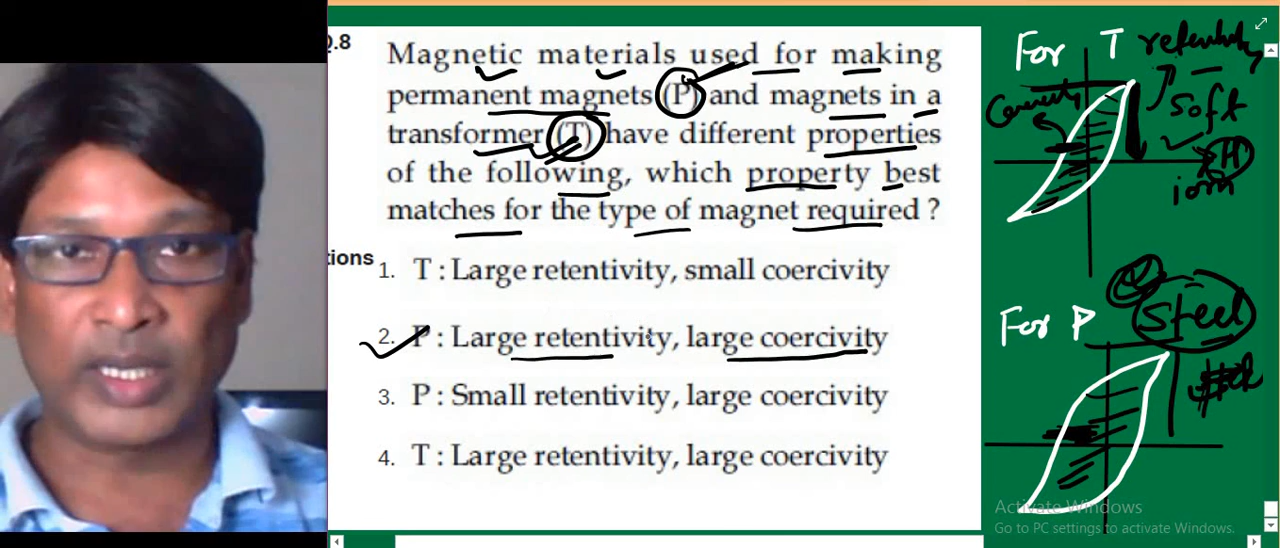 Q.8
Magnetic materials used for making
permanent magnets (P) and magnets in a
transformer (T) have different properties
of the following, which property best
matches for the type of magnet required ?
tions
1. T : Large retentivity, small coercivity
2. P : Large retentivity, large coercivity
3. P : Small retentivity, large coercivity
4. T : Large retentivity, large coercivity
For T
retentivity
Coercivity
Soft
H
iorn
For P
Steel
Activate Windows
Go to PC settings to activate Windows.